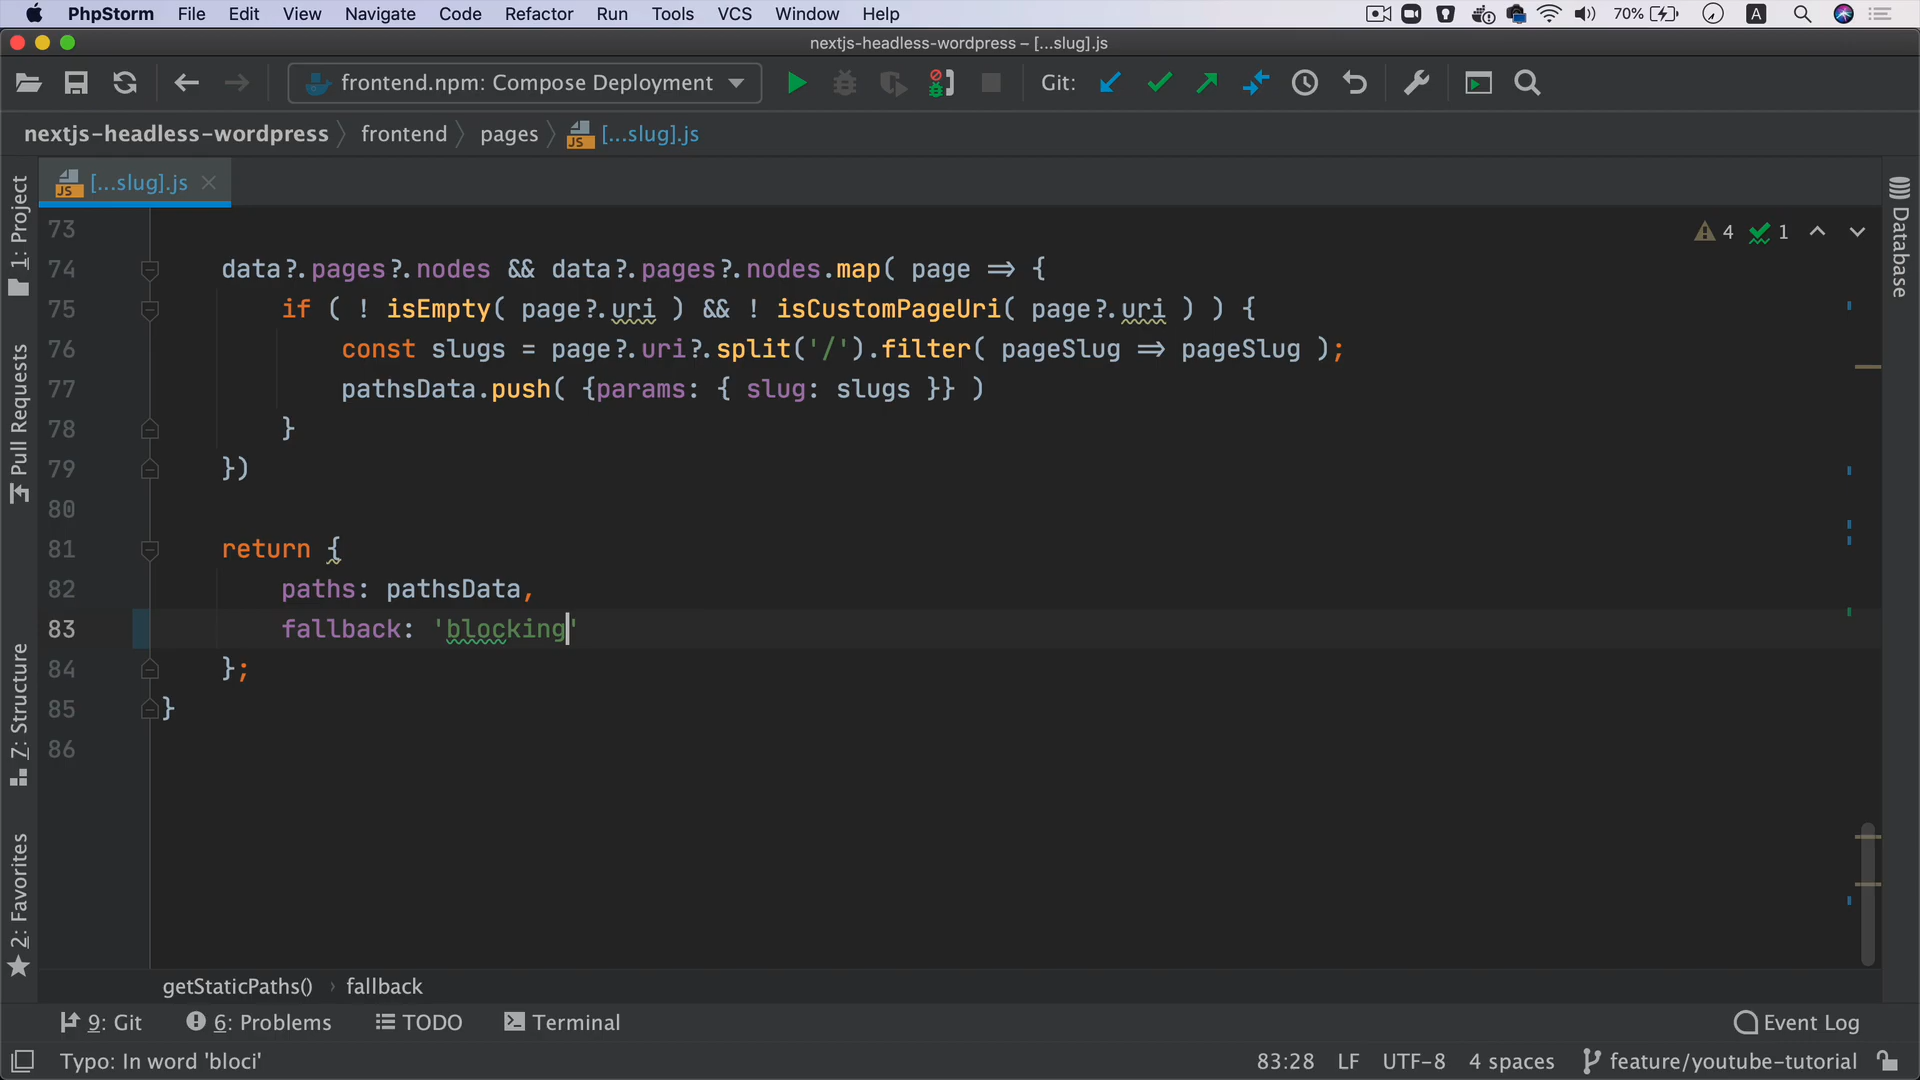 PhpStorm File Edit View Navigate Code Refactor Run Tools VCS Window Help 70% A
nextjs-headless-wordpress – [...slug].js
frontend.npm: Compose Deployment Git:
nextjs-headless-wordpress frontend pages JS [...slug].js
JS [...slug].js
1: Project
Pull Requests
7: Structure
2: Favorites
Database
4 1
73
74 data?.pages?.nodes && data?.pages?.nodes.map( page => {
75 if ( ! isEmpty( page?.uri ) && ! isCustomPageUri( page?.uri ) ) {
76 const slugs = page?.uri?.split('/').filter( pageSlug => pageSlug );
77 pathsData.push( {params: { slug: slugs }} )
78 }
79 })
80
81 return {
82 paths: pathsData,
83 fallback: 'blocking'
84 };
85 }
86
getStaticPaths() › fallback
9: Git 6: Problems TODO Terminal Event Log
Typo: In word 'bloci' 83:28 LF UTF-8 4 spaces feature/youtube-tutorial